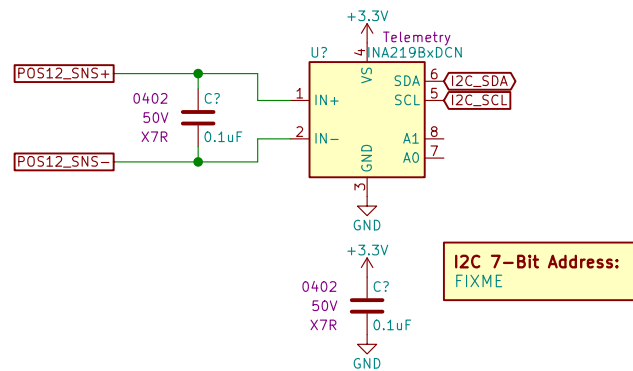 +3.3V
Telemetry
U? INA219BxDCN
4
VS
POS12_SNS+
SDA 6 I2C_SDA
0402 C? 1 IN+ SCL 5 I2C_SCL
50V
X7R 0.1uF 2 IN- A1 8
POS12_SNS- GND A0 7
3
GND
+3.3V
I2C 7-Bit Address:
FIXME
0402 C?
50V
X7R 0.1uF
GND